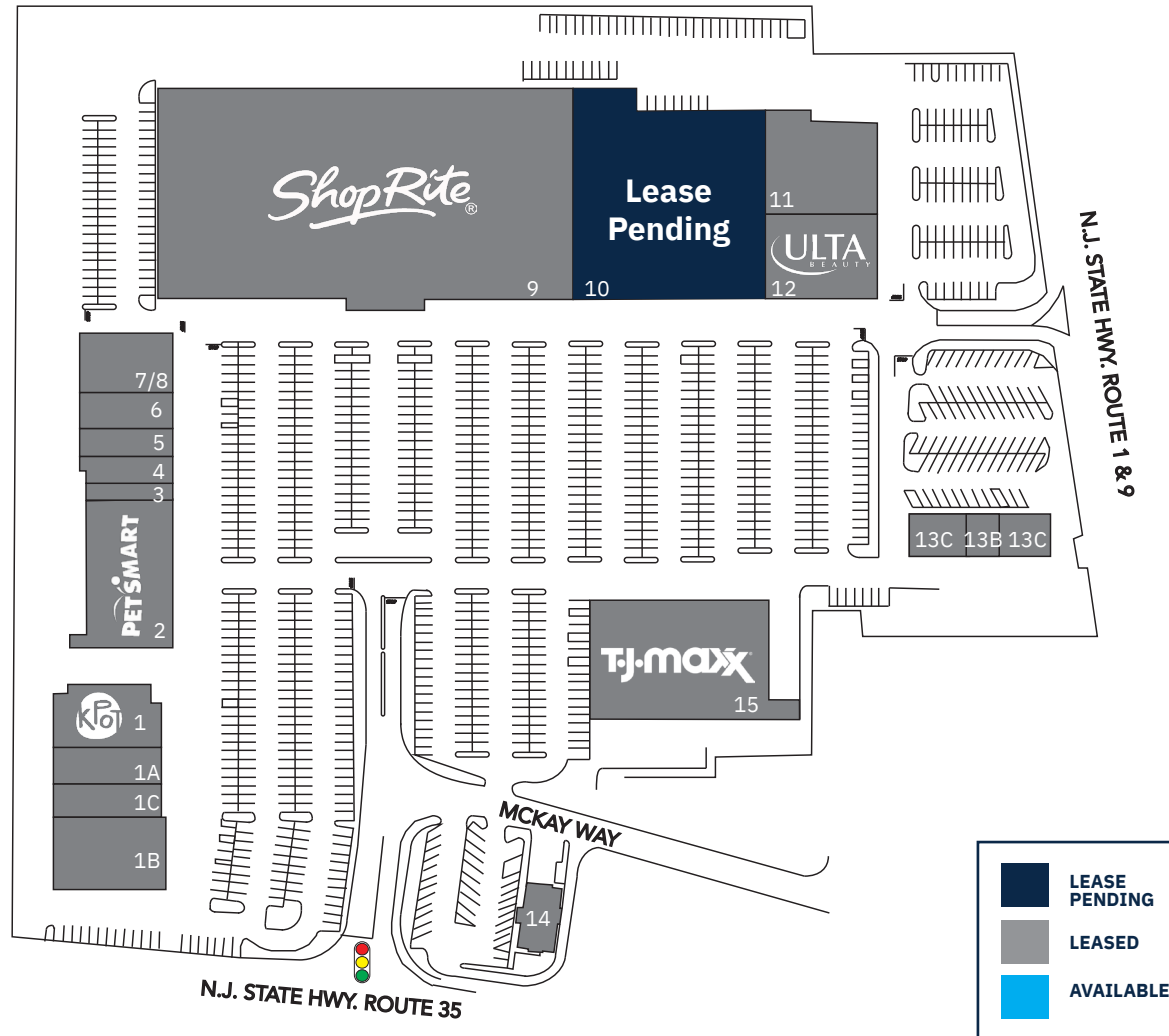 ShopRite®
Lease
Pending
11
ULTA
BEAUTY
9
10
12
N.J. STATE HWY. ROUTE 1 & 9
7/8
6
5
4
3
PETSMART
2
13C
13B
13C
T.J.maxx
15
KPOT
1
1A
1C
1B
MCKAY WAY
14
N.J. STATE HWY. ROUTE 35
LEASE
PENDING
LEASED
AVAILABLE